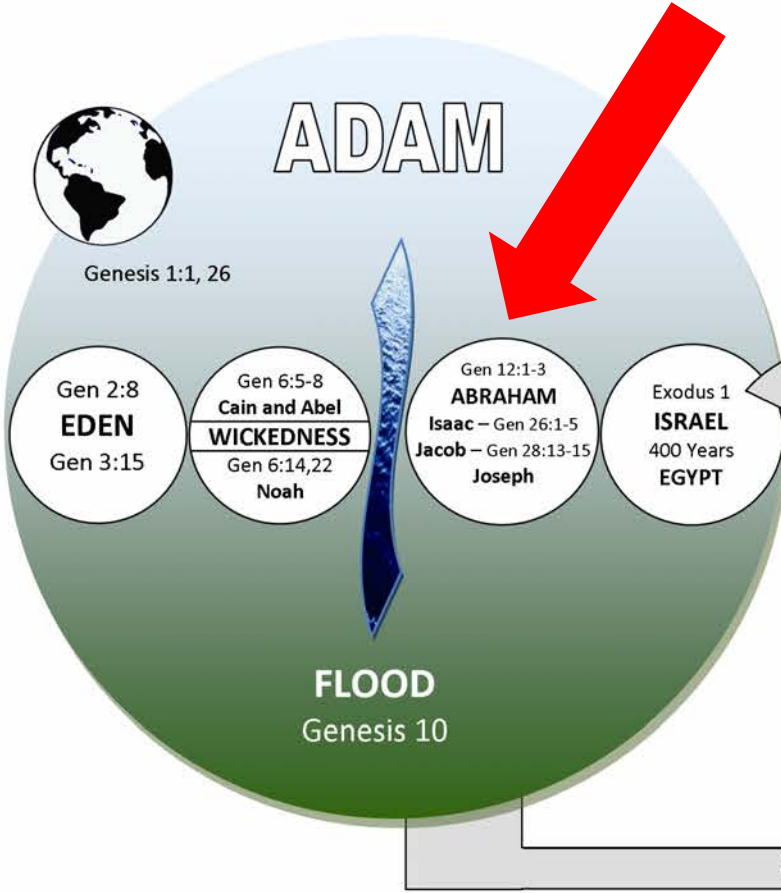 ADAM
Genesis 1:1, 26
Gen 2:8
EDEN
Gen 3:15
Gen 6:5-8
Cain and Abel
WICKEDNESS
Gen 6:14,22
Noah
Gen 12:1-3
ABRAHAM
Isaac – Gen 26:1-5
Jacob – Gen 28:13-15
Joseph
Exodus 1
ISRAEL
400 Years
EGYPT
FLOOD
Genesis 10